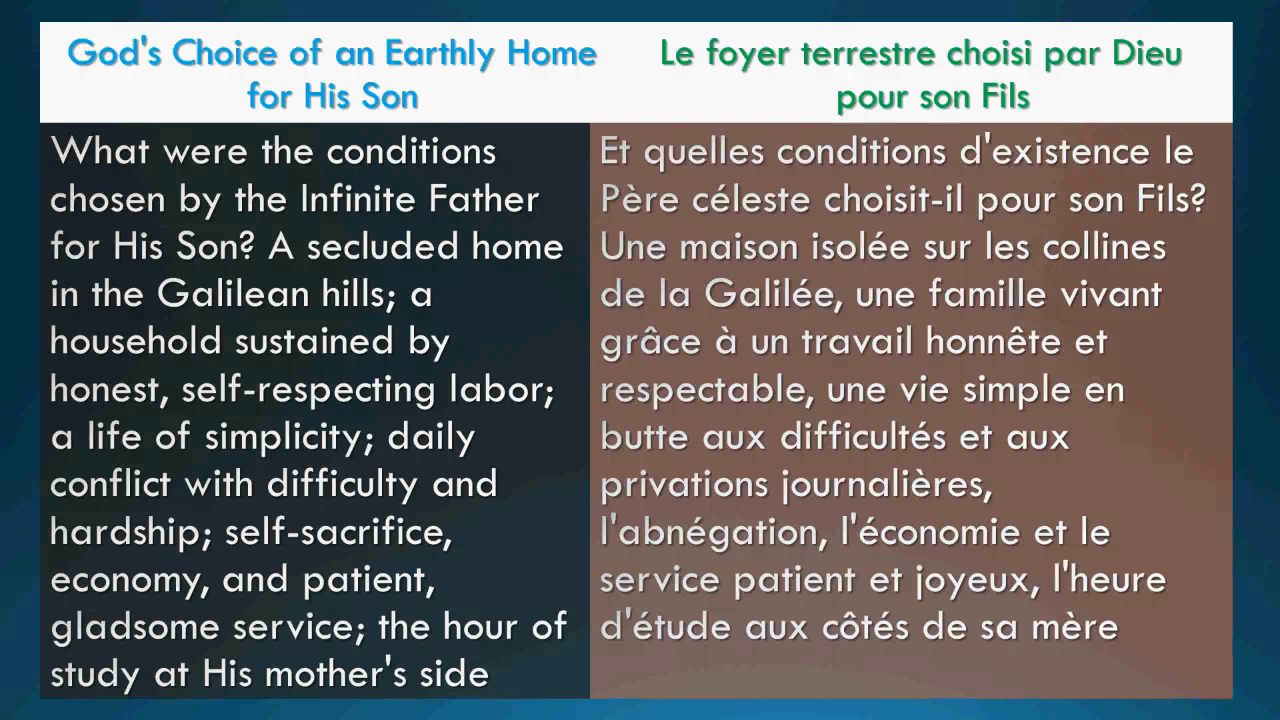 God's Choice of an Earthly Home
for His Son
Le foyer terrestre choisi par Dieu
pour son Fils
What were the conditions
chosen by the Infinite Father
for His Son? A secluded home
in the Galilean hills; a
household sustained by
honest, self-respecting labor;
a life of simplicity; daily
conflict with difficulty and
hardship; self-sacrifice,
economy, and patient,
gladsome service; the hour of
study at His mother's side
Et quelles conditions d'existence le
Père céleste choisit-il pour son Fils?
Une maison isolée sur les collines
de la Galilée, une famille vivant
grâce à un travail honnête et
respectable, une vie simple en
butte aux difficultés et aux
privations journalières,
l'abnégation, l'économie et le
service patient et joyeux, l'heure
d'étude aux côtés de sa mère